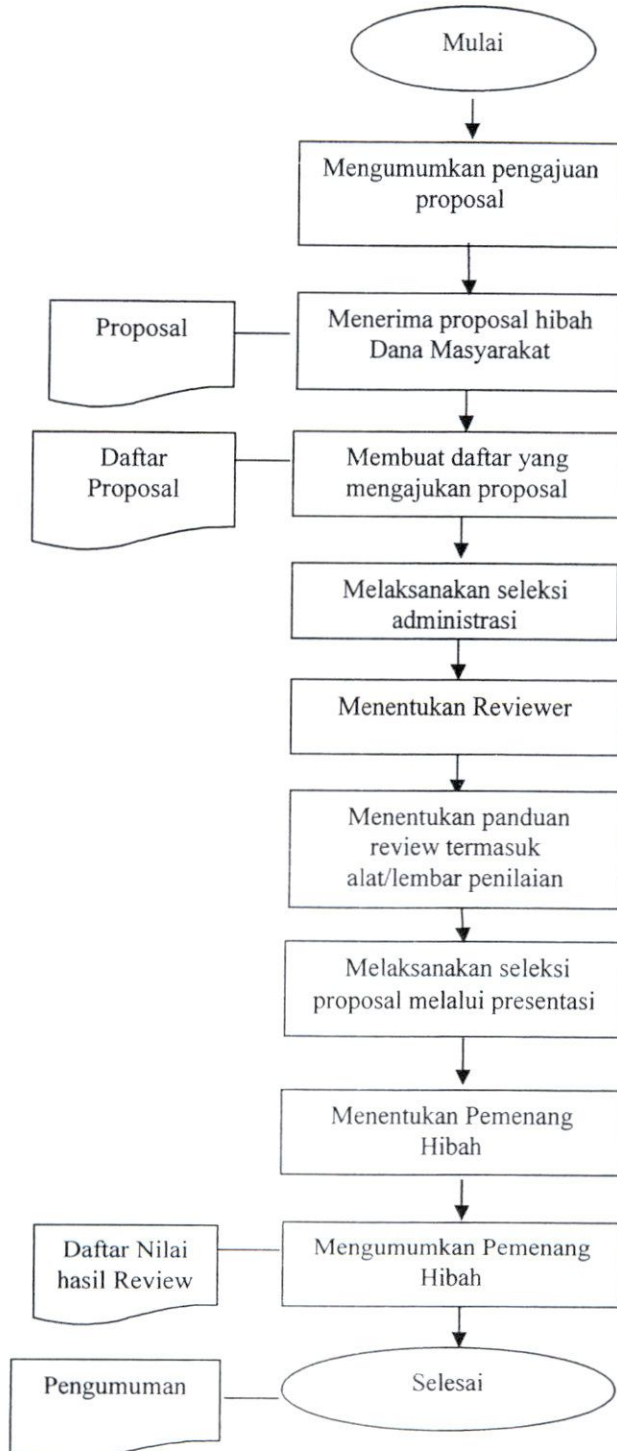 Mulai
Mengumumkan pengajuan
proposal
Proposal
Menerima proposal hibah
Dana Masyarakat
Daftar
Proposal
Membuat daftar yang
mengajukan proposal
Melaksanakan seleksi
administrasi
Menentukan Reviewer
Menentukan panduan
review termasuk
alat/lembar penilaian
Melaksanakan seleksi
proposal melalui presentasi
Menentukan Pemenang
Hibah
Daftar Nilai
hasil Review
Mengumumkan Pemenang
Hibah
Pengumuman
Selesai